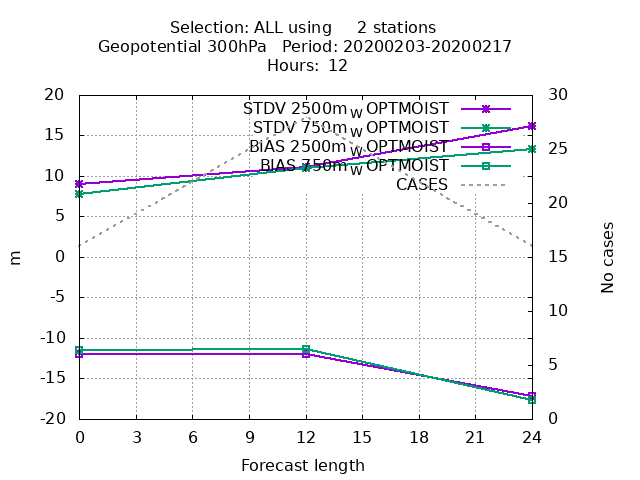 Selection: ALL using     2 stations
Geopotential 300hPa   Period: 20200203-20200217
Hours:  12
STDV 2500m_W OPTMOIST
STDV 750m_W OPTMOIST
BIAS 2500m_W OPTMOIST
BIAS 750m_W OPTMOIST
CASES
20
15
10
5
0
-5
-10
-15
-20
m
30
25
20
15
10
5
0
No cases
0 3 6 9 12 15 18 21 24
Forecast length